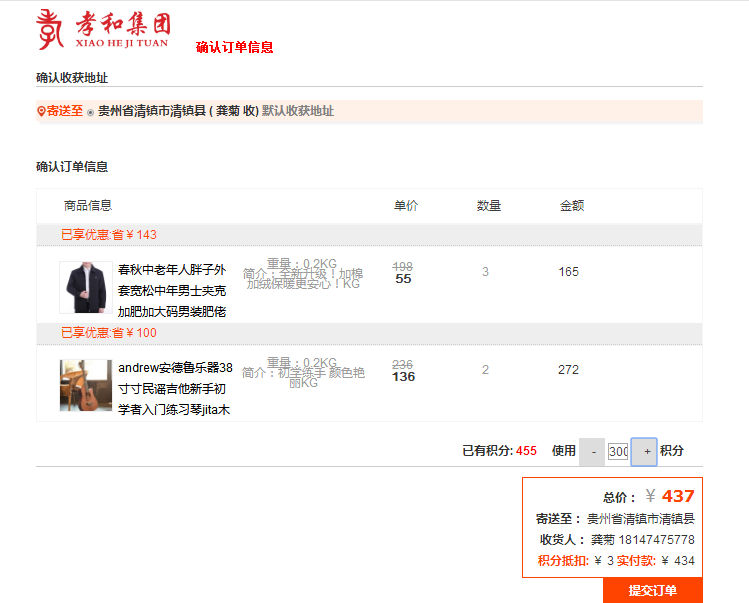 孝和集团
XIAO HE JI TUAN
确认订单信息
确认收获地址
寄送至 贵州省清镇市清镇县 ( 龚菊 收) 默认收获地址
确认订单信息
商品信息 单价 数量 金额
已享优惠:省￥143
春秋中老年人胖子外
套宽松中年男士夹克
加肥加大码男装肥佬
重量：0.2KG
简介：全新升级！加棉
加绒保暖更安心！KG
198
55
3
165
已享优惠:省￥100
andrew安德鲁乐器38
寸寸民谣吉他新手初
学者入门练习琴jita木
重量：0.2KG
简介：初学练手 颜色艳
丽KG
236
136
2
272
已有积分: 455 使用 - 300 + 积分
总价： ￥ 437
寄送至： 贵州省清镇市清镇县
收货人： 龚菊 18147475778
积分抵扣: ￥ 3 实付款: ￥ 434
提交订单